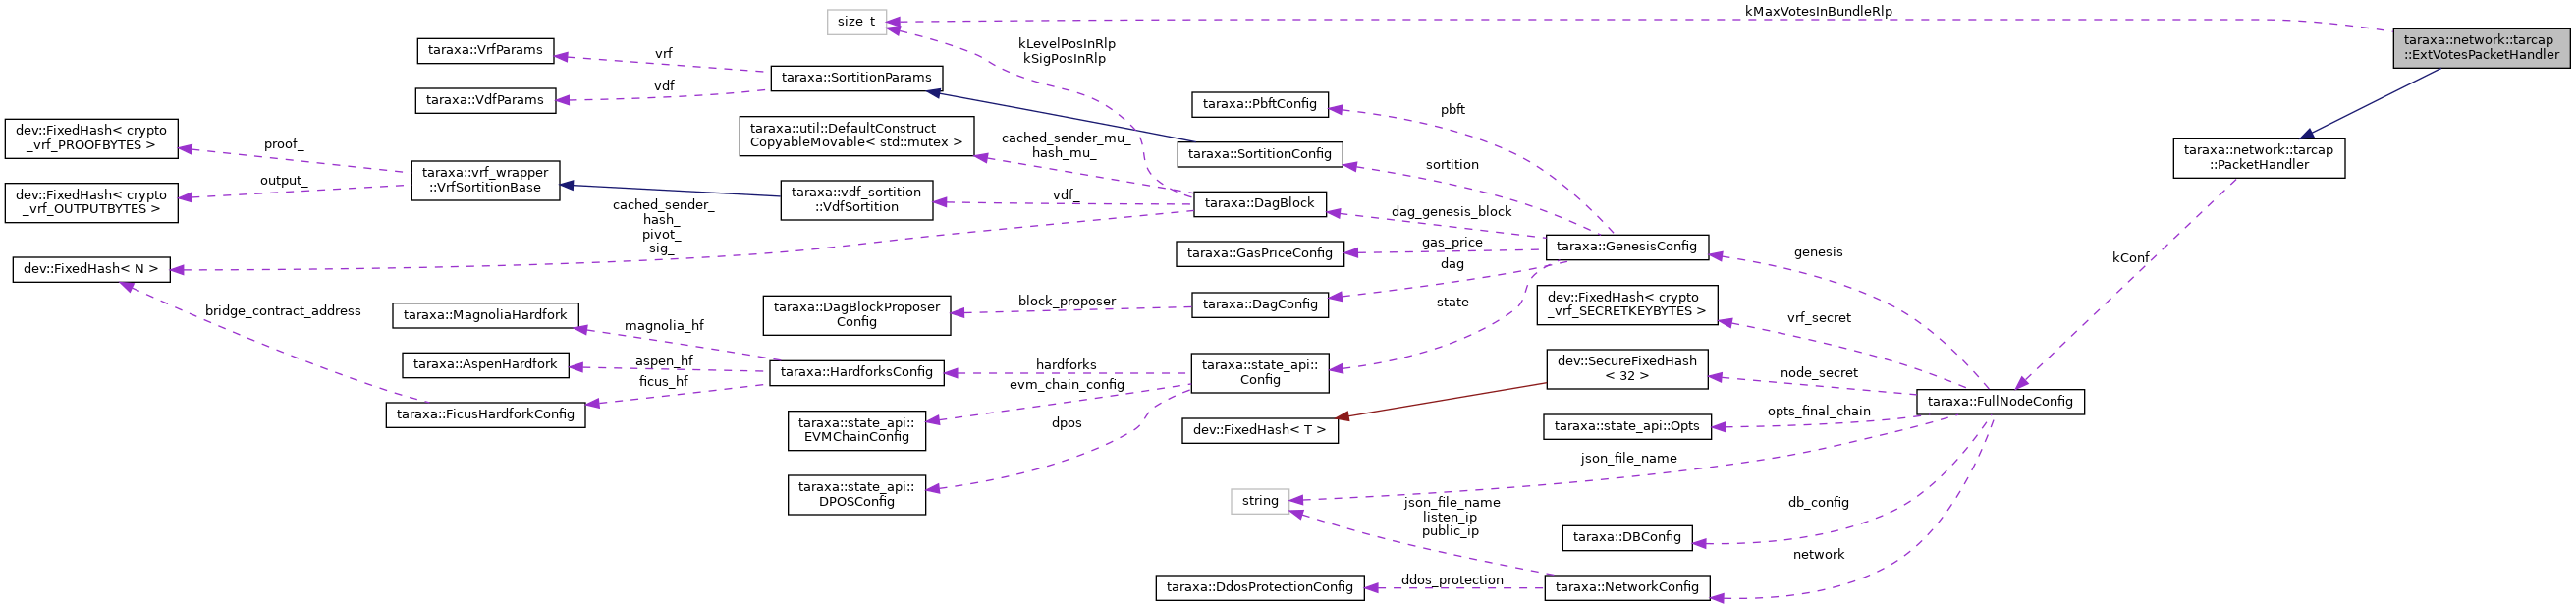 size_t
kMaxVotesInBundleRlp
taraxa::network::tarcap
::ExtVotesPacketHandler
taraxa::VrfParams
vrf
kLevelPosInRlp
kSigPosInRlp
taraxa::SortitionParams
taraxa::VdfParams
vdf
taraxa::PbftConfig
pbft
dev::FixedHash< crypto
_vrf_PROOFBYTES >
proof_
taraxa::util::DefaultConstruct
CopyableMovable< std::mutex >
cached_sender_mu_
hash_mu_
taraxa::SortitionConfig
sortition
taraxa::network::tarcap
::PacketHandler
dev::FixedHash< crypto
_vrf_OUTPUTBYTES >
output_
taraxa::vrf_wrapper
::VrfSortitionBase
taraxa::vdf_sortition
::VdfSortition
vdf_
taraxa::DagBlock
dag_genesis_block
cached_sender_
hash_
pivot_
sig_
taraxa::GasPriceConfig
gas_price
taraxa::GenesisConfig
genesis
kConf
dev::FixedHash< N >
dag
bridge_contract_address
taraxa::MagnoliaHardfork
magnolia_hf
taraxa::DagBlockProposer
Config
block_proposer
taraxa::DagConfig
state
dev::FixedHash< crypto
_vrf_SECRETKEYBYTES >
vrf_secret
taraxa::AspenHardfork
aspen_hf
taraxa::HardforksConfig
hardforks
taraxa::state_api::
Config
dev::SecureFixedHash
< 32 >
node_secret
ficus_hf
evm_chain_config
taraxa::FicusHardforkConfig
taraxa::state_api::
EVMChainConfig
dpos
dev::FixedHash< T >
taraxa::state_api::Opts
opts_final_chain
taraxa::FullNodeConfig
json_file_name
taraxa::state_api::
DPOSConfig
string
json_file_name
listen_ip
public_ip
db_config
taraxa::DBConfig
network
taraxa::DdosProtectionConfig
ddos_protection
taraxa::NetworkConfig